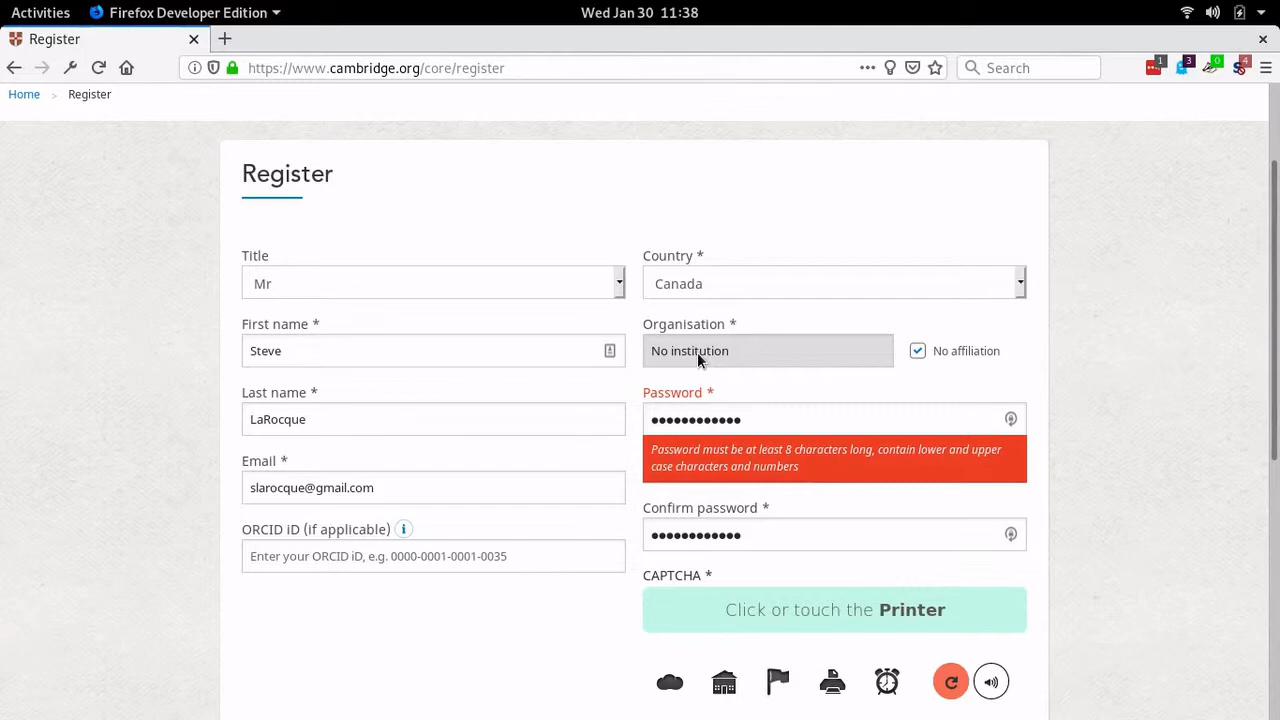 Activities
Firefox Developer Edition
Wed Jan 30 11:38
Register
https://www.cambridge.org/core/register
Search
1
3
0
4
Home > Register
Register
Title
Mr
First name *
Steve
Last name *
LaRocque
Email *
slarocque@gmail.com
ORCID iD (if applicable)
Enter your ORCID iD, e.g. 0000-0001-0001-0035
Country *
Canada
Organisation *
No institution
No affiliation
Password *
••••••••••••
Password must be at least 8 characters long, contain lower and upper
case characters and numbers
Confirm password *
••••••••••••
CAPTCHA *
Click or touch the Printer